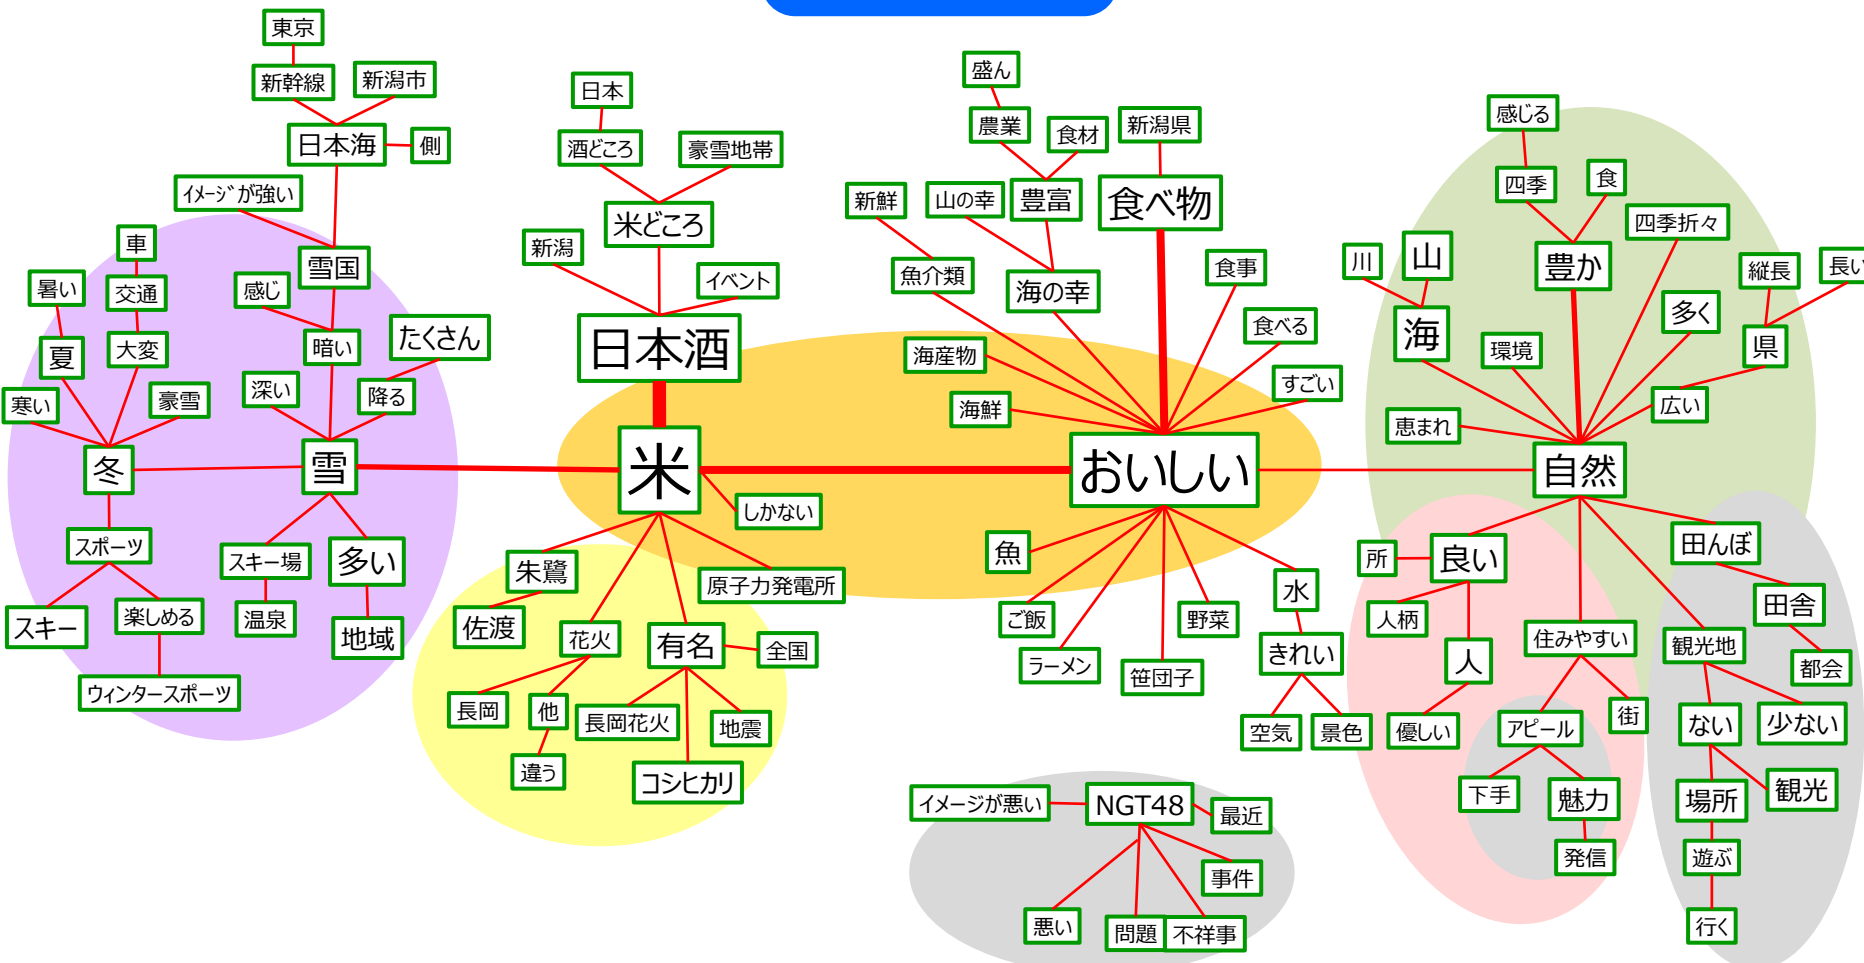 東京
新幹線
新潟市
日本海
側
イメージが強い
雪国
車
交通
大変
暑い
夏
寒い
豪雪
感じ
暗い
たくさん
深い
降る
冬
雪
スポーツ
スキー
楽しめる
ウィンタースポーツ
スキー場
温泉
多い
地域
日本
酒どころ
豪雪地帯
米どころ
新潟
イベント
日本酒
米
しかない
朱鷺
佐渡
花火
長岡
他
違う
有名
全国
長岡花火
地震
コシヒカリ
原子力発電所
盛ん
農業
食材
新潟県
新鮮
山の幸
豊富
食べ物
魚介類
海の幸
食事
海産物
食べる
海鮮
すごい
おいしい
魚
ご飯
ラーメン
笹団子
野菜
水
きれい
空気
景色
感じる
四季
食
四季折々
川
山
豊か
縦長
長い
海
環境
多く
県
恵まれ
広い
自然
所
良い
人柄
人
優しい
住みやすい
街
アピール
下手
魅力
発信
田んぼ
田舎
都会
観光地
ない
少ない
場所
観光
遊ぶ
行く
イメージが悪い
NGT48
最近
事件
悪い
問題
不祥事